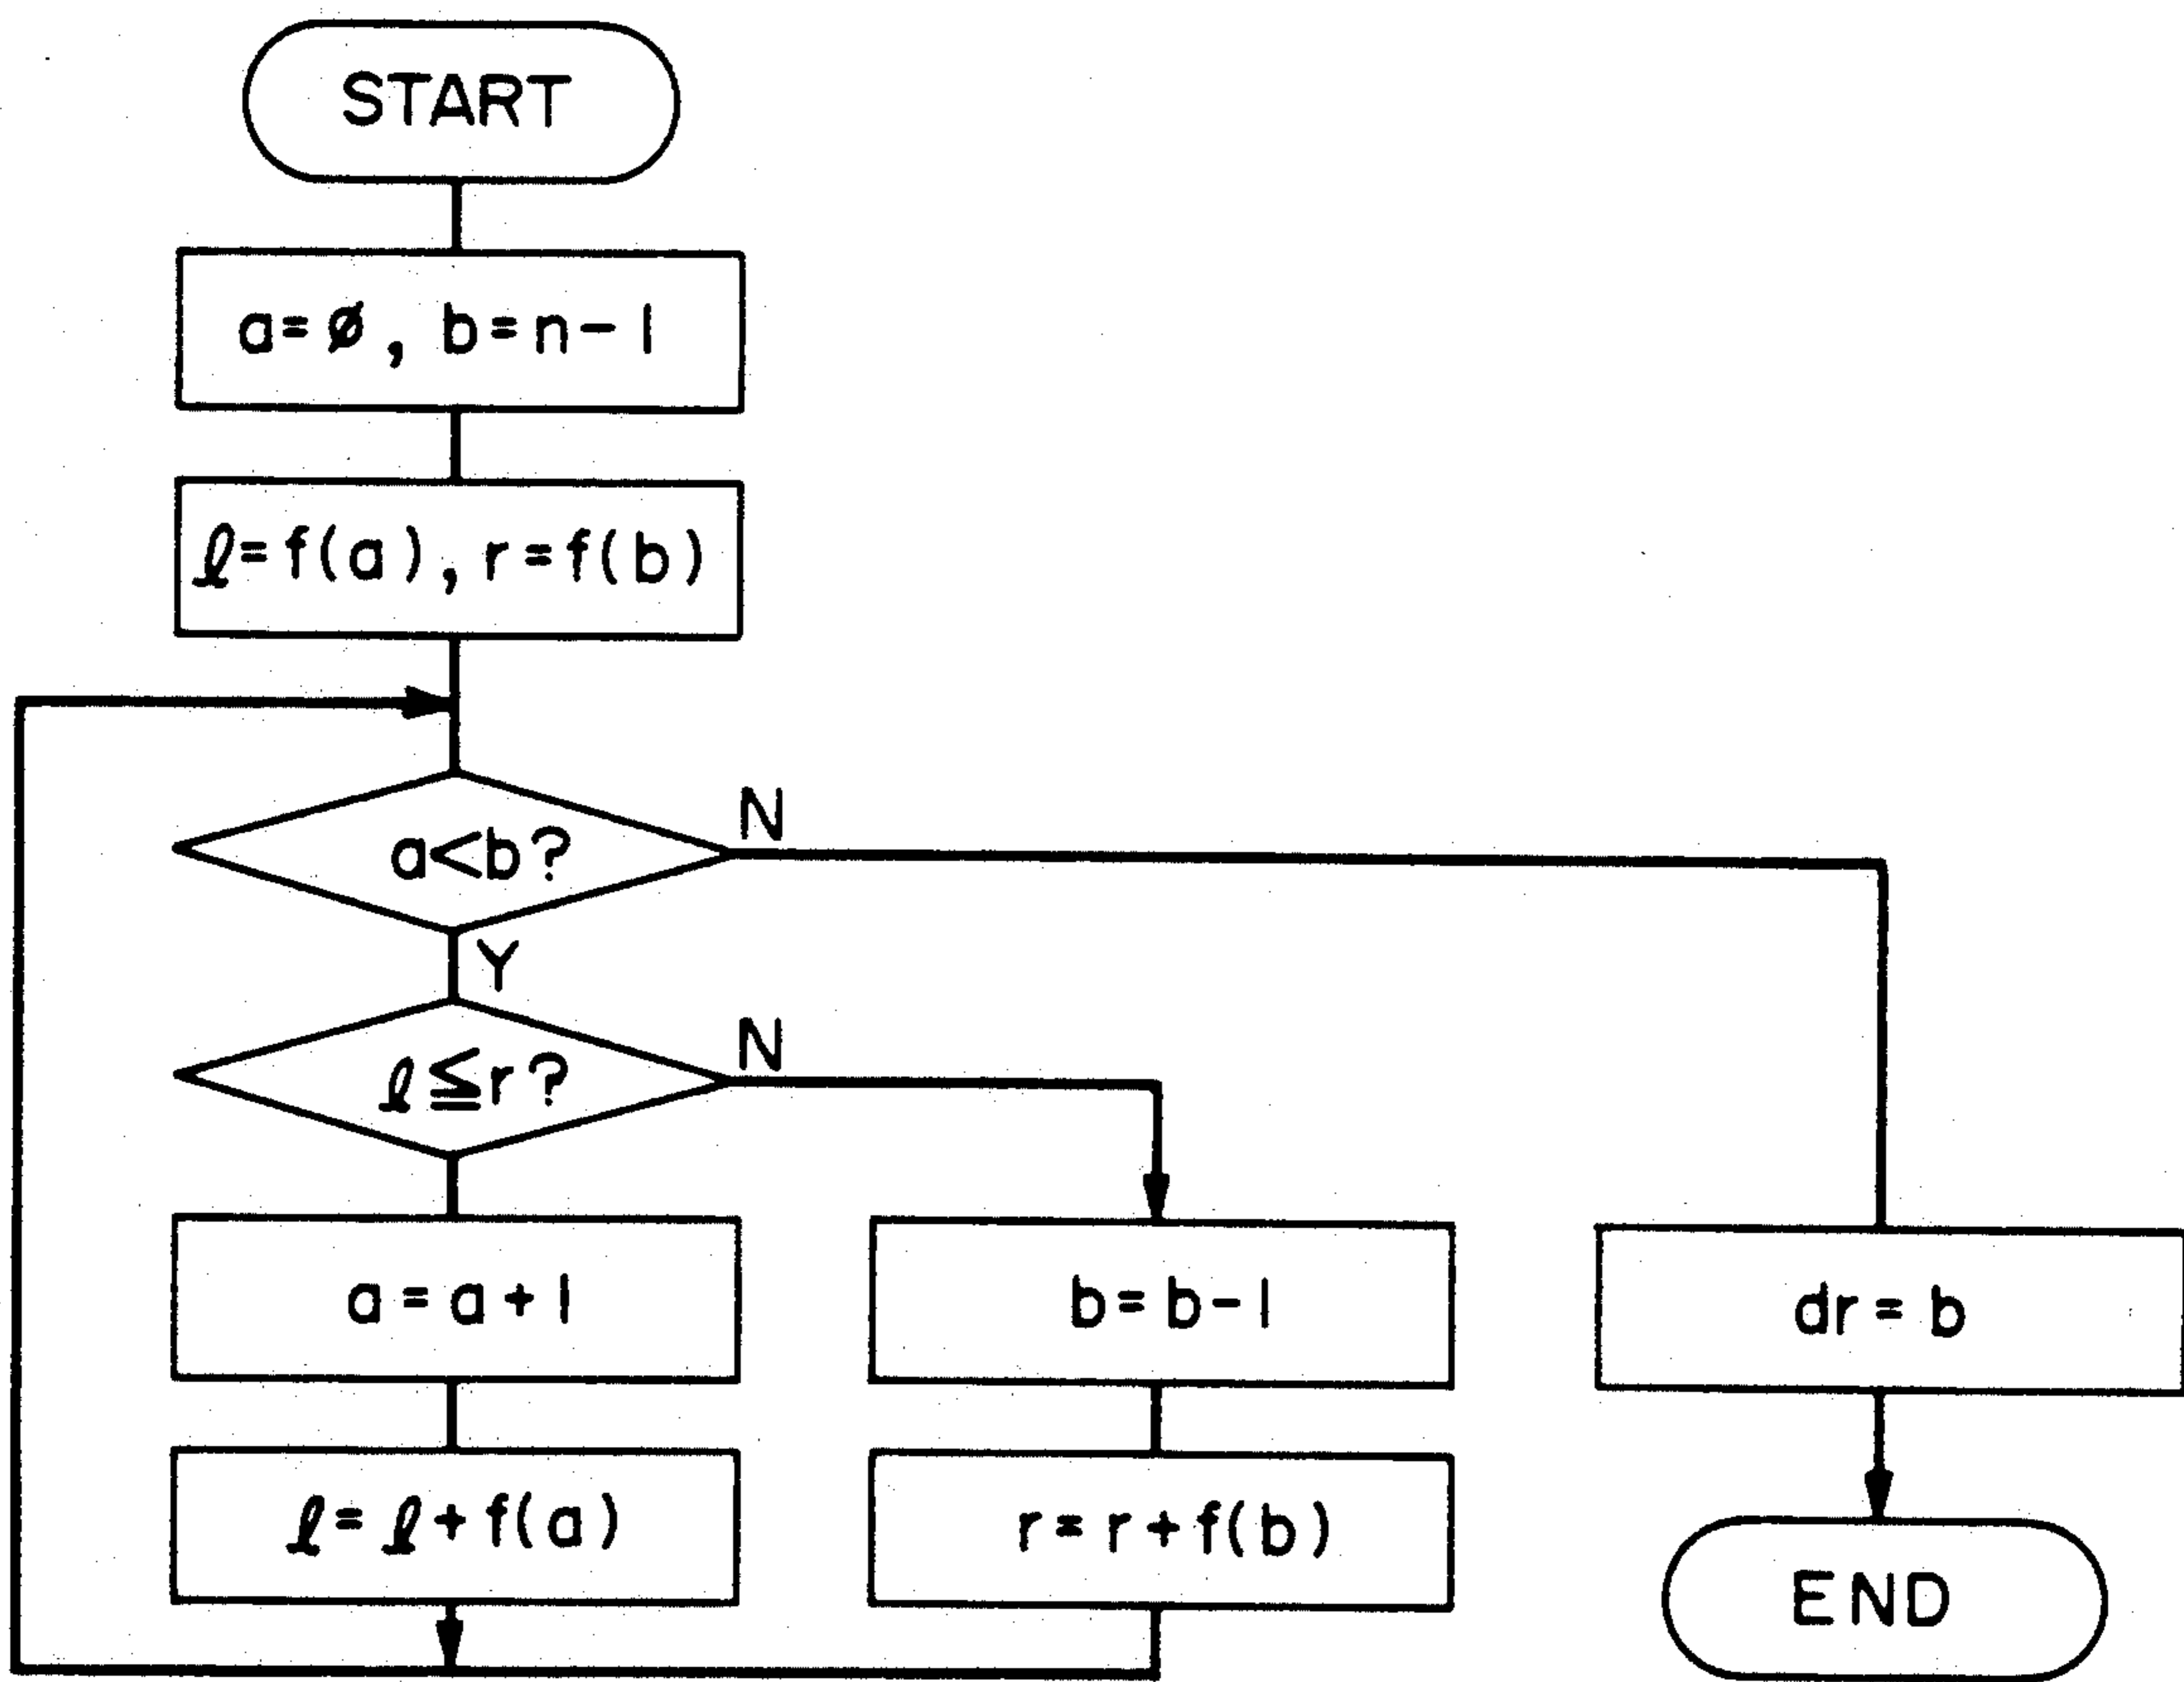 START
a=ø, b=n-1
ℓ=f(a), r=f(b)
a<b?
N
Y
ℓ≦r?
N
a=a+1
b=b-1
dr=b
ℓ=ℓ+f(a)
r=r+f(b)
END